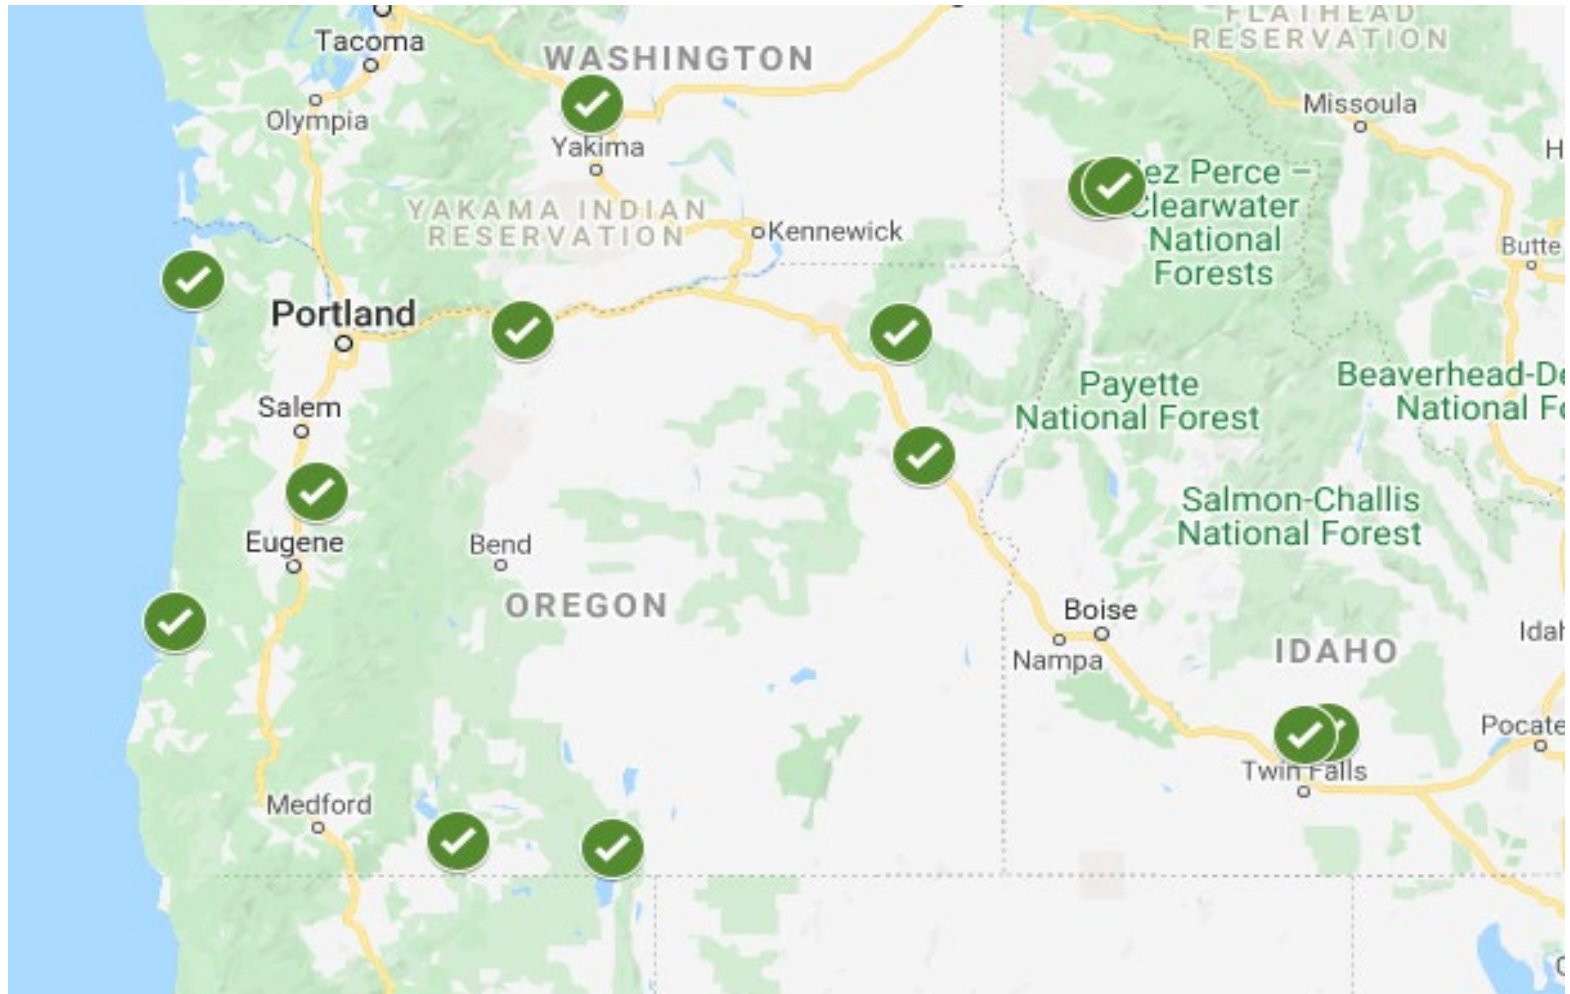 FLATHEAD
RESERVATION
Tacoma
WASHINGTON
Missoula
Olympia
Yakima
H
ez Perce –
Clearwater
National
Forests
YAKAMA INDIAN
RESERVATION
Kennewick
Butte
Portland
Payette
National Forest
Beaverhead-De
National Fo
Salem
Salmon-Challis
National Forest
Eugene
Bend
OREGON
Boise
Nampa
IDAHO
Idah
Pocate
Twin Falls
Medford